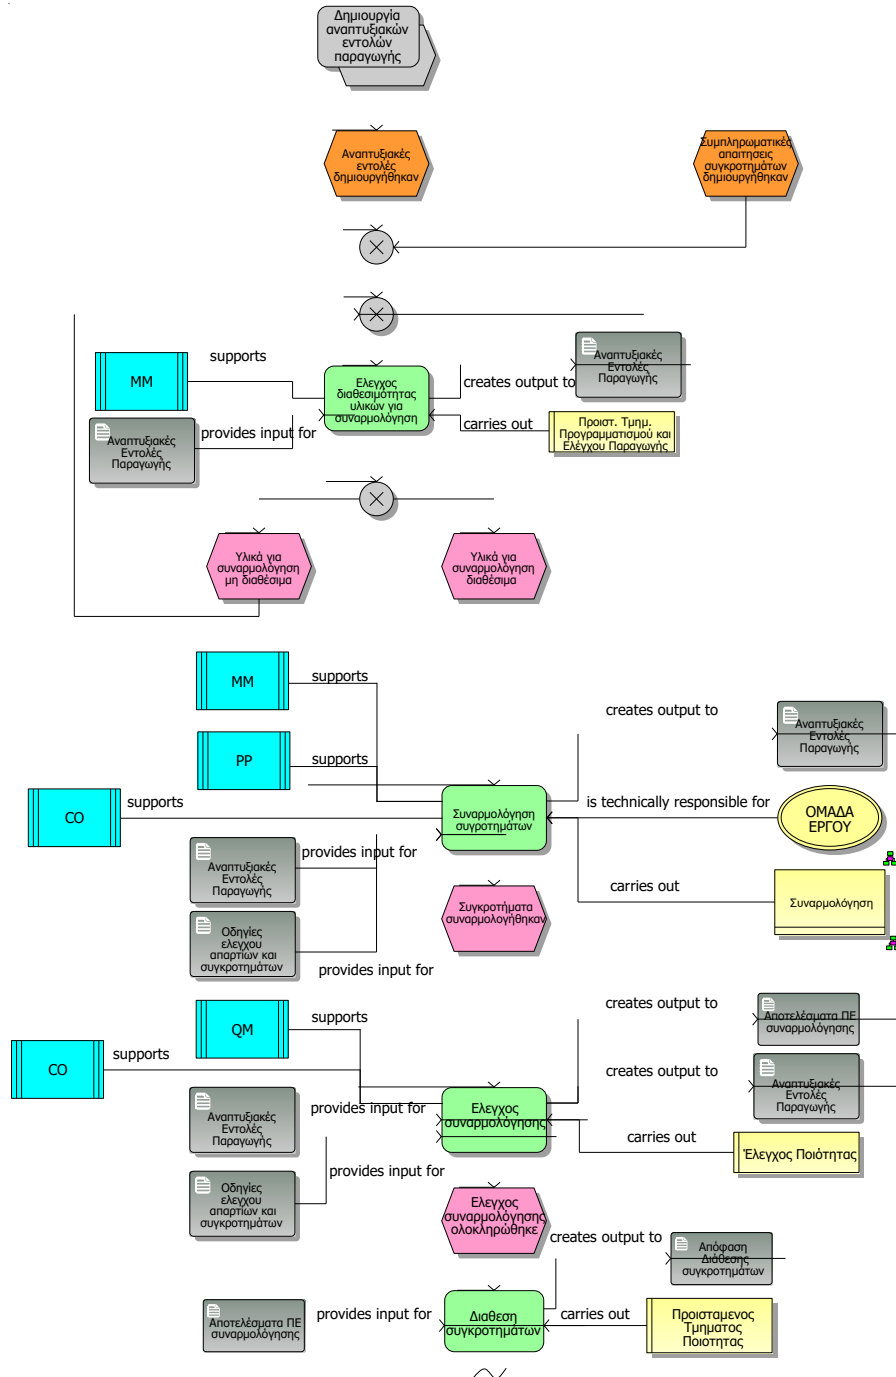 Δημιουργία
αναπτυξιακών
εντολών
παραγωγής
Αναπτυξιακές
εντολές
δημιουργήθηκαν
Συμπληρωματικές
απαιτησεις
συγκροτημάτων
δημιουργήθηκαν
supports
MM
Ελεγχος
διαθεσιμότητας
υλικών για
συναρμολόγηση
creates output to
Αναπτυξιακές
Εντολές
Παραγωγής
provides input for
Αναπτυξιακές
Εντολές
Παραγωγής
carries out
Προιστ. Τμημ.
Προγραμματισμού και
Ελέγχου Παραγωγής
Υλικά για
συναρμολόγηση
μη διαθέσιμα
Υλικά για
συναρμολόγηση
διαθέσιμα
MM
supports
creates output to
Αναπτυξιακές
Εντολές
Παραγωγής
PP
supports
CO
supports
Συναρμολόγηση
συγροτημάτων
is technically responsible for
ΟΜΑΔΑ
ΕΡΓΟΥ
provides input for
Αναπτυξιακές
Εντολές
Παραγωγής
carries out
Συναρμολόγηση
Συγκροτήματα
συναρμολογήθηκαν
Οδηγίες
ελεγχου
απαρτίων και
συγκροτημάτων
provides input for
QM
supports
creates output to
Αποτελέσματα ΠΕ
συναρμολόγησης
CO
supports
creates output to
Αναπτυξιακές
Εντολές
Παραγωγής
Αναπτυξιακές
Εντολές
Παραγωγής
provides input for
Ελεγχος
συναρμολόγησης
carries out
Έλεγχος Ποιότητας
provides input for
Οδηγίες
ελεγχου
απαρτίων και
συγκροτημάτων
Ελεγχος
συναρμολόγησης
ολοκληρώθηκε
creates output to
Απόφαση
Διάθεσης
συγκροτημάτων
Αποτελέσματα ΠΕ
συναρμολόγησης
provides input for
Διαθεση
συγκροτημάτων
carries out
Προισταμενος
Τμηματος
Ποιοτητας